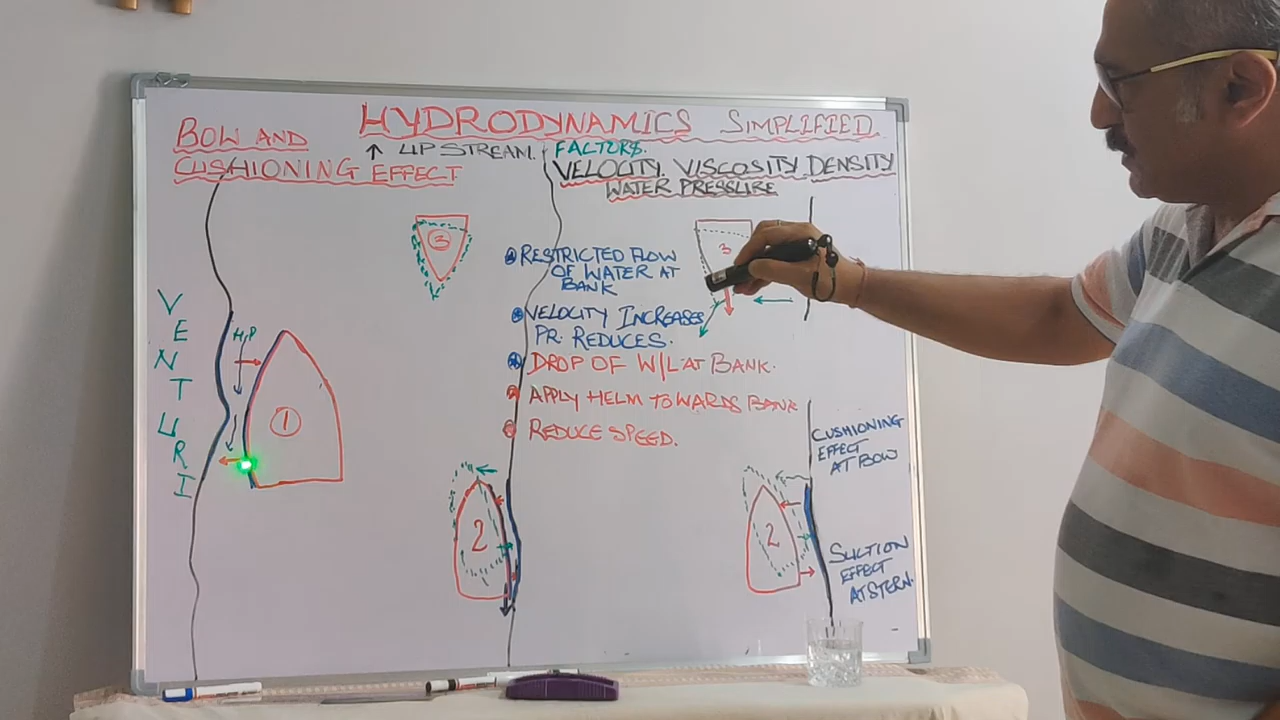 HYDRODYNAMICS SIMPLIFIED
BOW AND
CUSHIONING EFFECT
↑ UPSTREAM.
FACTORS.
VELOCITY. VISCOSITY. DENSITY
WATER PRESSURE
VENTURI
H.P
1
3
2
RESTRICTED FLOW
OF WATER AT
BANK
VELOCITY INCREASES
PR. REDUCES.
DROP OF W/L AT BANK.
APPLY HELM TOWARDS BANK
REDUCE SPEED.
3
2
CUSHIONING
EFFECT
AT BOW
SUCTION
EFFECT
AT STERN.